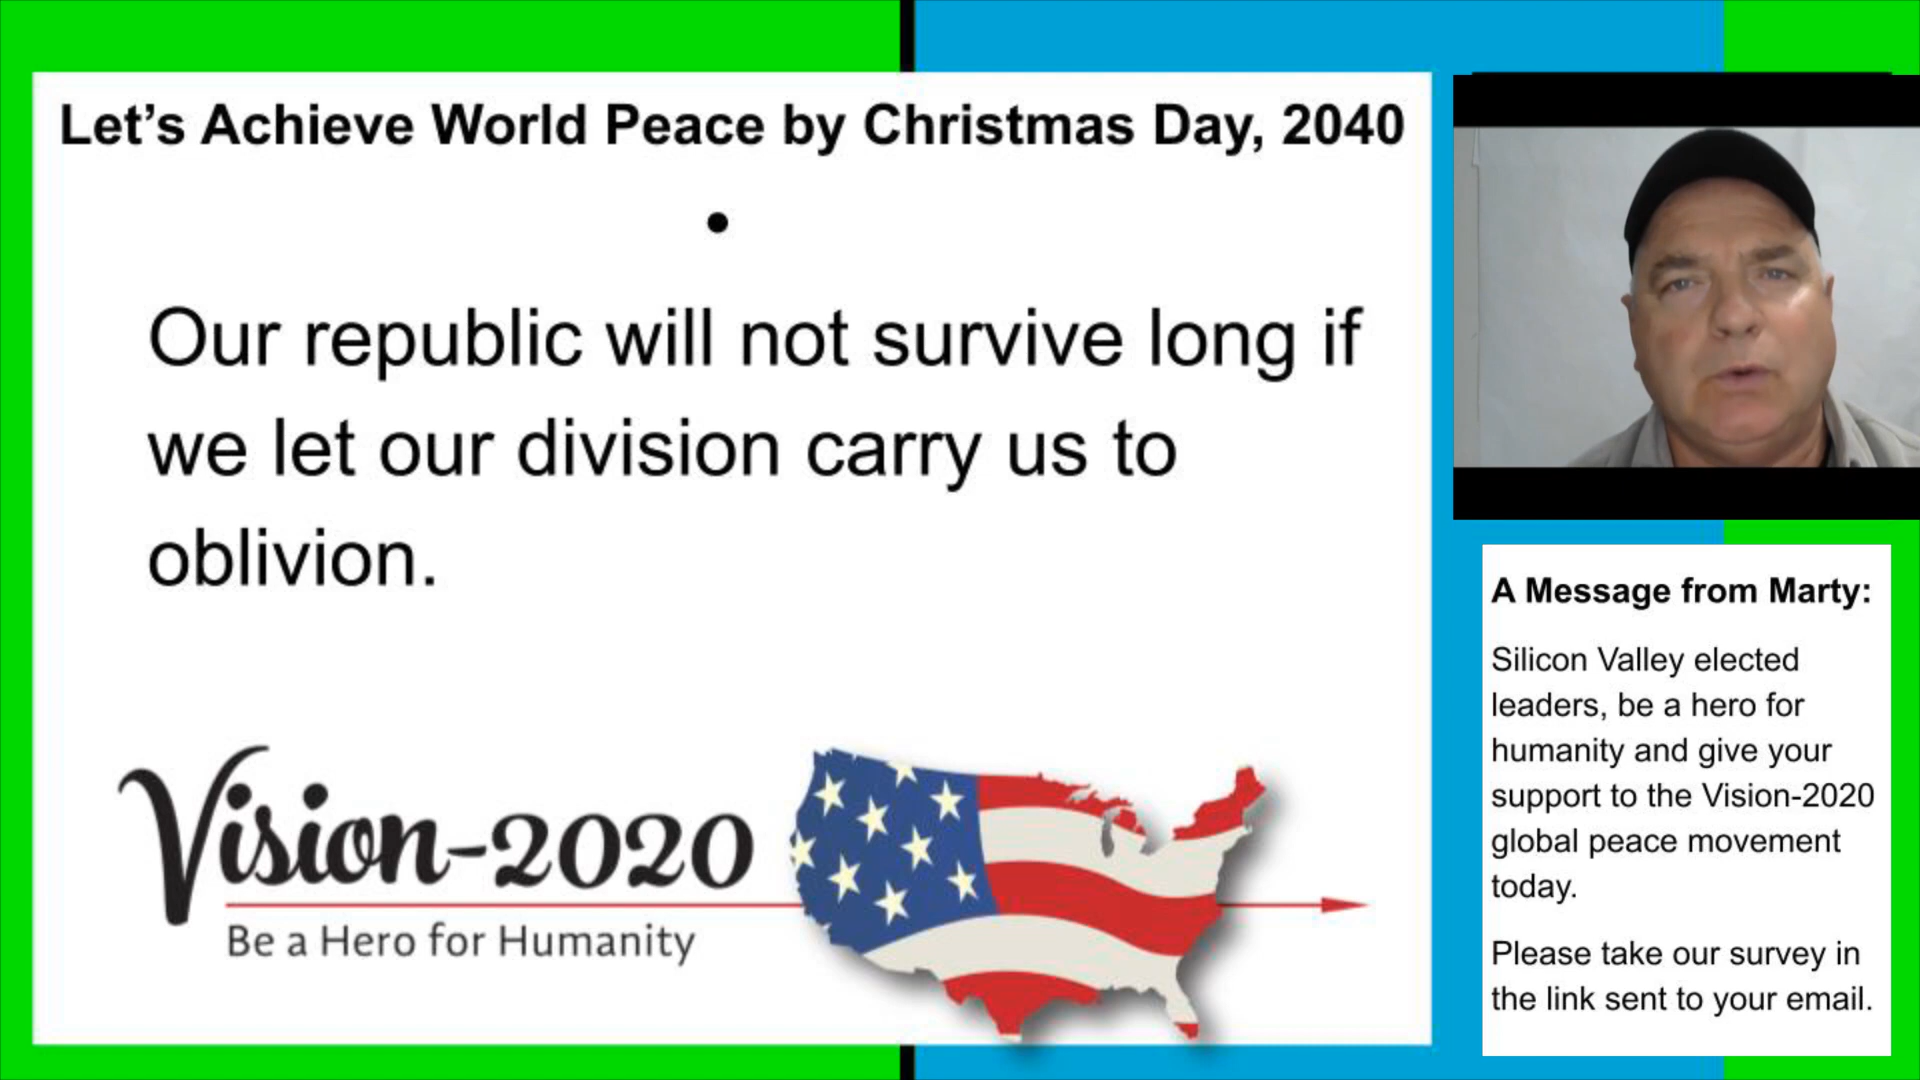 Let’s Achieve World Peace by Christmas Day, 2040
•
Our republic will not survive long if
we let our division carry us to
oblivion.
Vision-2020
Be a Hero for Humanity
A Message from Marty:
Silicon Valley elected
leaders, be a hero for
humanity and give your
support to the Vision-2020
global peace movement
today.
Please take our survey in
the link sent to your email.